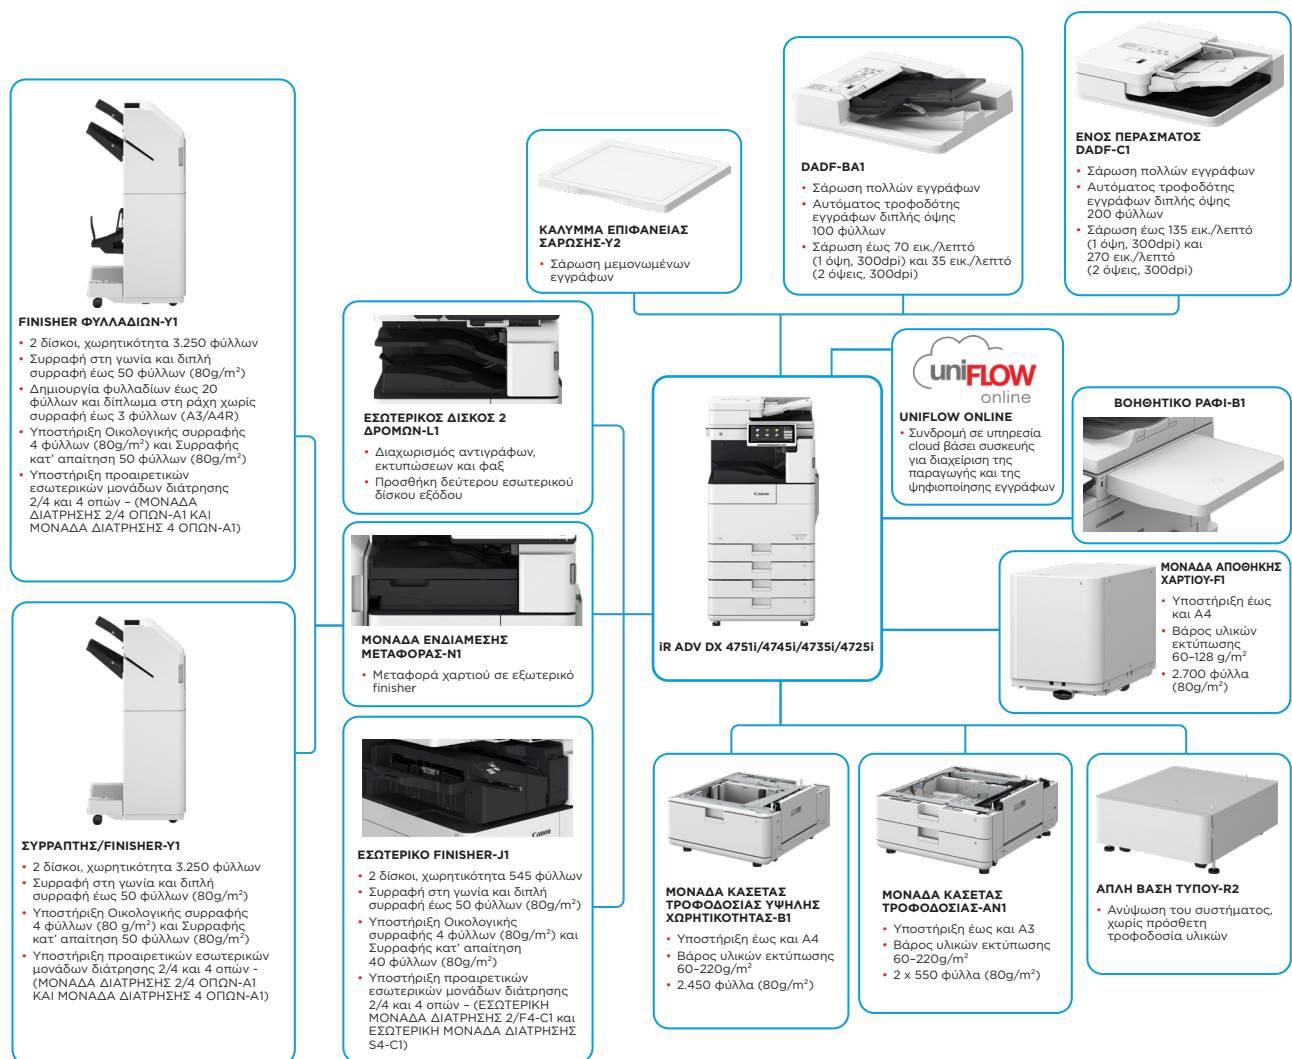 FINISHER ΦΥΛΛΑΔΙΩΝ-Y1
• 2 δίσκοι, χωρητικότητα 3.250 φύλλων
• Συρραφή στη γωνία και διπλή
συρραφή έως 50 φύλλων (80g/m²)
• Δημιουργία φυλλαδίων έως 20
φύλλων και δίπλωμα στη ράχη χωρίς
συρραφή έως 3 φύλλων (A3/A4R)
• Υποστήριξη Οικολογικής συρραφής
4 φύλλων (80g/m²) και Συρραφής
κατ' απαίτηση 50 φύλλων (80g/m²)
• Υποστήριξη προαιρετικών
εσωτερικών μονάδων διάτρησης
2/4 και 4 οπών – (ΜΟΝΑΔΑ
ΔΙΑΤΡΗΣΗΣ 2/4 ΟΠΩΝ-A1 ΚΑΙ
ΜΟΝΑΔΑ ΔΙΑΤΡΗΣΗΣ 4 ΟΠΩΝ-A1)
ΣΥΡΡΑΠΤΗΣ/FINISHER-Y1
• 2 δίσκοι, χωρητικότητα 3.250 φύλλων
• Συρραφή στη γωνία και διπλή
συρραφή έως 50 φύλλων (80g/m²)
• Υποστήριξη Οικολογικής συρραφής
4 φύλλων (80 g/m²) και Συρραφής
κατ' απαίτηση 50 φύλλων (80g/m²)
• Υποστήριξη προαιρετικών εσωτερικών
μονάδων διάτρησης 2/4 και 4 οπών -
(ΜΟΝΑΔΑ ΔΙΑΤΡΗΣΗΣ 2/4 ΟΠΩΝ-A1
ΚΑΙ ΜΟΝΑΔΑ ΔΙΑΤΡΗΣΗΣ 4 ΟΠΩΝ-A1)
ΕΣΩΤΕΡΙΚΟΣ ΔΙΣΚΟΣ 2
ΔΡΟΜΩΝ-L1
• Διαχωρισμός αντιγράφων,
εκτυπώσεων και φαξ
• Προσθήκη δεύτερου εσωτερικού
δίσκου εξόδου
ΜΟΝΑΔΑ ΕΝΔΙΑΜΕΣΗΣ
ΜΕΤΑΦΟΡΑΣ-N1
• Μεταφορά χαρτιού σε εξωτερικό
finisher
Canon
ΕΣΩΤΕΡΙΚΟ FINISHER-J1
• 2 δίσκοι, χωρητικότητα 545 φύλλων
• Συρραφή στη γωνία και διπλή
συρραφή έως 50 φύλλων (80g/m²)
• Υποστήριξη Οικολογικής
συρραφής 4 φύλλων (80g/m²) και
Συρραφής κατ' απαίτηση
40 φύλλων (80g/m²)
• Υποστήριξη προαιρετικών
εσωτερικών μονάδων διάτρησης
2/4 και 4 οπών – (ΕΣΩΤΕΡΙΚΗ
ΜΟΝΑΔΑ ΔΙΑΤΡΗΣΗΣ 2/F4-C1 και
ΕΣΩΤΕΡΙΚΗ ΜΟΝΑΔΑ ΔΙΑΤΡΗΣΗΣ
S4-C1)
ΚΑΛΥΜΜΑ ΕΠΙΦΑΝΕΙΑΣ
ΣΑΡΩΣΗΣ-Y2
• Σάρωση μεμονωμένων
εγγράφων
DADF-BA1
• Σάρωση πολλών εγγράφων
• Αυτόματος τροφοδότης
εγγράφων διπλής όψης
100 φύλλων
• Σάρωση έως 70 εικ./λεπτό
(1 όψη, 300dpi) και 35 εικ./λεπτό
(2 όψεις, 300dpi)
ΕΝΟΣ ΠΕΡΑΣΜΑΤΟΣ
DADF-C1
• Σάρωση πολλών εγγράφων
• Αυτόματος τροφοδότης
εγγράφων διπλής όψης
200 φύλλων
• Σάρωση έως 135 εικ./λεπτό
(1 όψη, 300dpi) και
270 εικ./λεπτό
(2 όψεις, 300dpi)
Canon
iR ADV DX 4751i/4745i/4735i/4725i
uniFLOW
online
UNIFLOW ONLINE
• Συνδρομή σε υπηρεσία
cloud βάσει συσκευής
για διαχείριση της
παραγωγής και της
ψηφιοποίησης εγγράφων
ΒΟΗΘΗΤΙΚΟ ΡΑΦΙ-B1
ΜΟΝΑΔΑ ΑΠΟΘΗΚΗΣ
ΧΑΡΤΙΟΥ-F1
• Υποστήριξη έως
και A4
• Βάρος υλικών
εκτύπωσης
60–128 g/m²
• 2.700 φύλλα
(80g/m²)
ΜΟΝΑΔΑ ΚΑΣΕΤΑΣ
ΤΡΟΦΟΔΟΣΙΑΣ ΥΨΗΛΗΣ
ΧΩΡΗΤΙΚΟΤΗΤΑΣ-B1
• Υποστήριξη έως και A4
• Βάρος υλικών εκτύπωσης
60–220g/m²
• 2.450 φύλλα (80g/m²)
ΜΟΝΑΔΑ ΚΑΣΕΤΑΣ
ΤΡΟΦΟΔΟΣΙΑΣ-AN1
• Υποστήριξη έως και A3
• Βάρος υλικών εκτύπωσης
60–220g/m²
• 2 x 550 φύλλα (80g/m²)
ΑΠΛΗ ΒΑΣΗ ΤΥΠΟΥ-R2
• Ανύψωση του συστήματος,
χωρίς πρόσθετη
τροφοδοσία υλικών